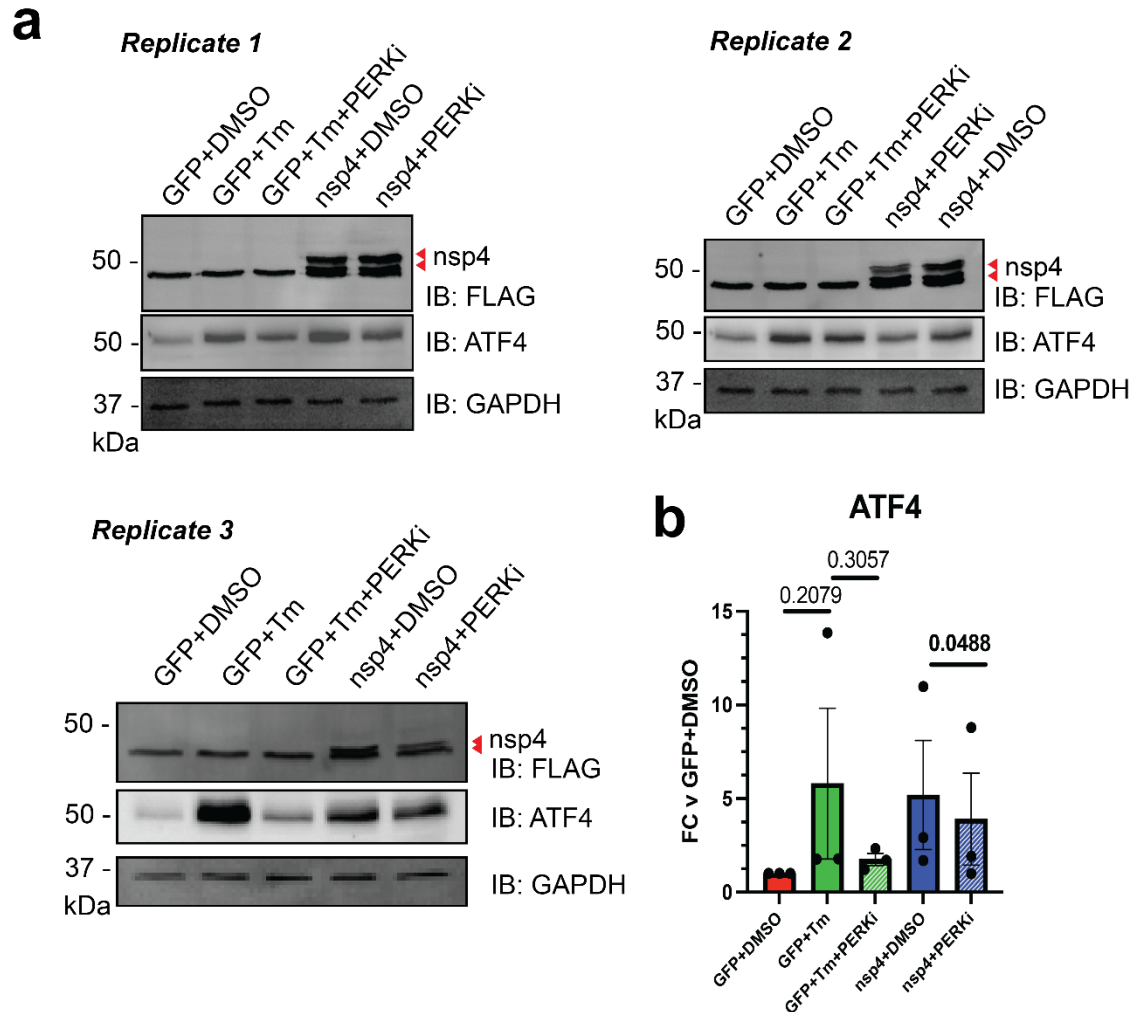 a
Replicate 1
GFP+DMSO
GFP+Tm
GFP+Tm+PERKi
nsp4+DMSO
nsp4+PERKi
50 -
nsp4
IB: FLAG
50 -
IB: ATF4
37 -
IB: GAPDH
kDa
Replicate 2
GFP+DMSO
GFP+Tm
GFP+Tm+PERKi
nsp4+PERKi
nsp4+DMSO
50 -
nsp4
IB: FLAG
50 -
IB: ATF4
37 -
IB: GAPDH
kDa
Replicate 3
GFP+DMSO
GFP+Tm
GFP+Tm+PERKi
nsp4+DMSO
nsp4+PERKi
50 -
nsp4
IB: FLAG
50 -
IB: ATF4
37 -
IB: GAPDH
kDa
b
ATF4
0.3057
0.2079
0.0488
FC v GFP+DMSO
15
10
5
0
GFP+DMSO
GFP+Tm
GFP+Tm+PERKi
nsp4+DMSO
nsp4+PERKi